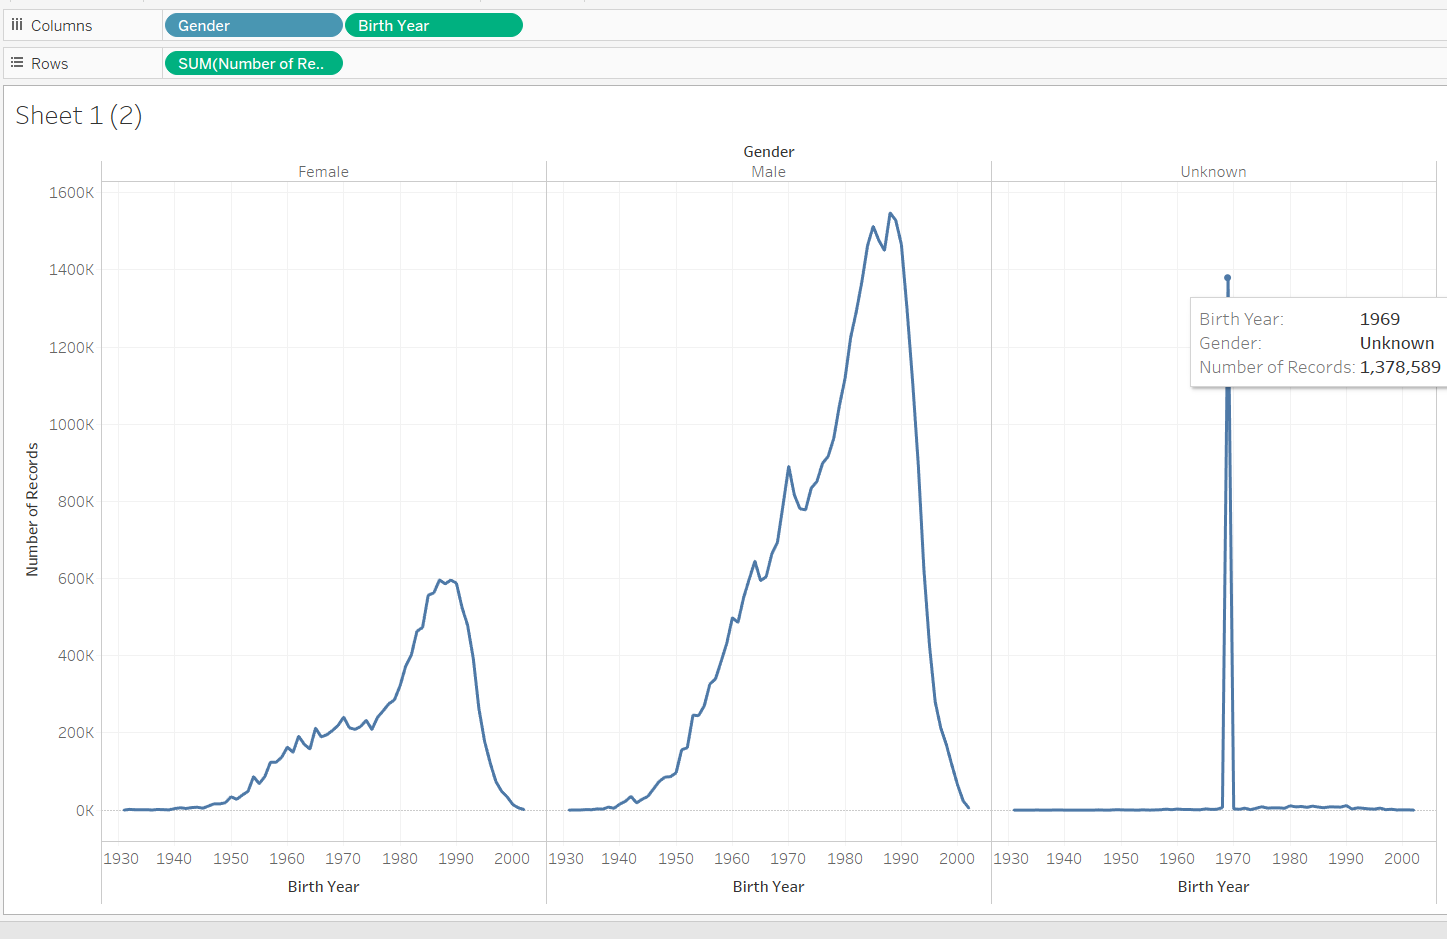 Columns
Gender
Birth Year
Rows
SUM(Number of Re..
Sheet 1 (2)
Gender
Female
Male
Unknown
1600K
1400K
1200K
1000K
800K
600K
400K
200K
0K
Number of Records
Birth Year: 1969
Gender: Unknown
Number of Records: 1,378,589
1930 1940 1950 1960 1970 1980 1990 2000
1930 1940 1950 1960 1970 1980 1990 2000
1930 1940 1950 1960 1970 1980 1990 2000
Birth Year
Birth Year
Birth Year